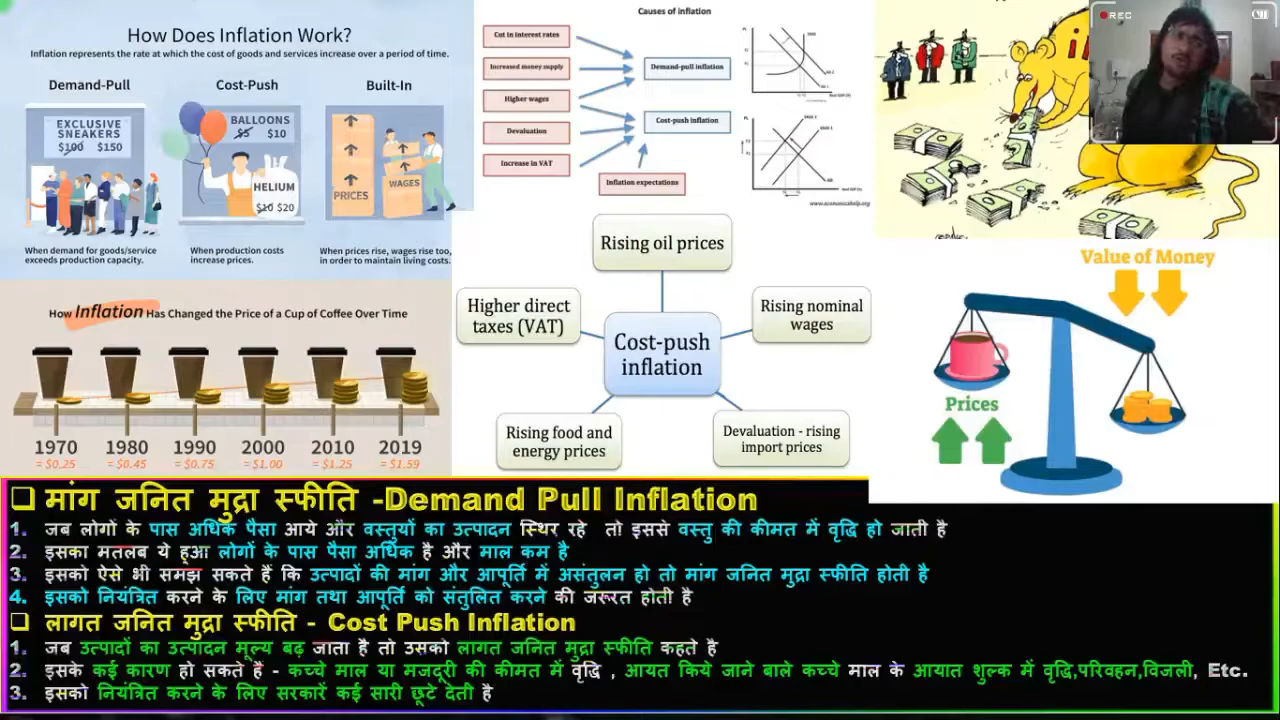 How Does Inflation Work?
Inflation represents the rate at which the cost of goods and services increase over a period of time.
Demand-Pull
Cost-Push
Built-In
EXCLUSIVE
SNEAKERS
$100 $150
BALLOONS
$5 $10
HELIUM
$10 $20
PRICES
WAGES
When demand for goods/service
exceeds production capacity.
When production costs
increase prices.
When prices rise, wages rise too,
in order to maintain living costs.
How Inflation Has Changed the Price of a Cup of Coffee Over Time
1970 1980 1990 2000 2010 2019
= $0.25 = $0.45 = $0.75 = $1.00 = $1.25 = $1.59
Causes of inflation
Cut in interest rates
Increased money supply
Higher wages
Devaluation
Increase in VAT
Inflation expectations
Demand-pull inflation
Cost-push inflation
www.economicshelp.org
Rising oil prices
Higher direct
taxes (VAT)
Rising nominal
wages
Cost-push
inflation
Rising food and
energy prices
Devaluation - rising
import prices
REC
Value of Money
Prices
मांग जनित मुद्रा स्फीति -Demand Pull Inflation
1. जब लोगों के पास अधिक पैसा आये और वस्तुयों का उत्पादन स्थिर रहे तो इससे वस्तु की कीमत में वृद्धि हो जाती है
2. इसका मतलब ये हुआ लोगों के पास पैसा अधिक है और माल कम है
3. इसको ऐसे भी समझ सकते हैं कि उत्पादों की मांग और आपूर्ति में असंतुलन हो तो मांग जनित मुद्रा स्फीति होती है
4. इसको नियंत्रित करने के लिए मांग तथा आपूर्ति को संतुलित करने की जरूरत होती है
लागत जनित मुद्रा स्फीति - Cost Push Inflation
1. जब उत्पादों का उत्पादन मूल्य बढ़ जाता है तो उसको लागत जनित मुद्रा स्फीति कहते है
2. इसके कई कारण हो सकते है - कच्चे माल या मजदूरी की कीमत में वृद्धि , आयत किये जाने बाले कच्चे माल के आयात शुल्क में वृद्धि,परिवहन,विजली, Etc.
3. इसको नियंत्रित करने के लिए सरकारें कई सारी छूटे देती है